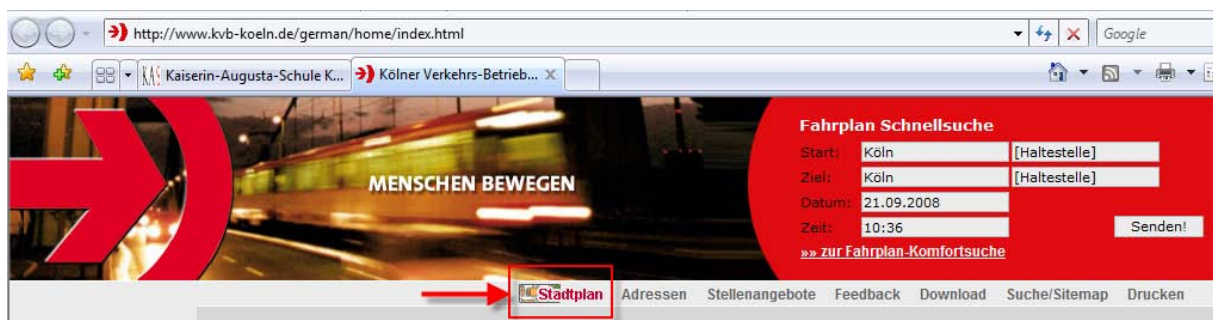 http://www.kvb-koeln.de/german/home/index.html
Google
KAS Kaiserin-Augusta-Schule K...
Kölner Verkehrs-Betrieb...
MENSCHEN BEWEGEN
Fahrplan Schnellsuche
Start: Köln [Haltestelle]
Ziel: Köln [Haltestelle]
Datum: 21.09.2008
Zeit: 10:36 Senden!
»» zur Fahrplan-Komfortsuche
Stadtplan Adressen Stellenangebote Feedback Download Suche/Sitemap Drucken